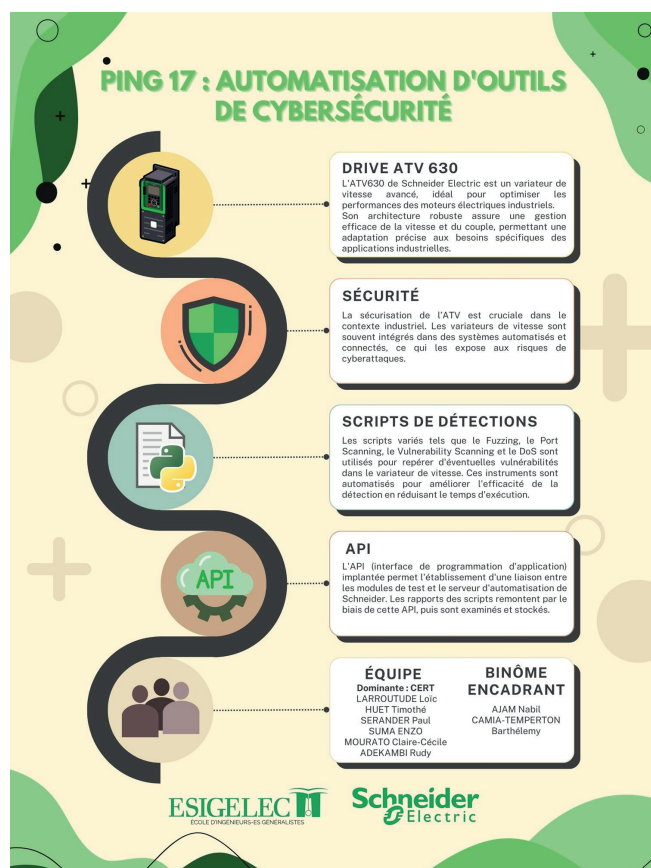 PING 17 : AUTOMATISATION D'OUTILS
DE CYBERSÉCURITÉ
DRIVE ATV 630
L'ATV630 de Schneider Electric est un variateur de
vitesse avancé, idéal pour optimiser les
performances des moteurs électriques industriels.
Son architecture robuste assure une gestion
efficace de la vitesse et du couple, permettant une
adaptation précise aux besoins spécifiques des
applications industrielles.
SÉCURITÉ
La sécurisation de l'ATV est cruciale dans le
contexte industriel. Les variateurs de vitesse sont
souvent intégrés dans des systèmes automatisés et
connectés, ce qui les expose aux risques de
cyberattaques.
SCRIPTS DE DÉTECTIONS
Les scripts variés tels que le Fuzzing, le Port
Scanning, le Vulnerability Scanning et le DoS sont
utilisés pour repérer d'éventuelles vulnérabilités
dans le variateur de vitesse. Ces instruments sont
automatisés pour améliorer l'efficacité de la
détection en réduisant le temps d'exécution.
API
API
L'API (interface de programmation d'application)
implantée permet l'établissement d'une liaison entre
les modules de test et le serveur d'automatisation de
Schneider. Les rapports des scripts remontent par le
biais de cette API, puis sont examinés et stockés.
ÉQUIPE
Dominante : CERT
LARROUTUDE Loïc
HUET Timothé
SERANDER Paul
SUMA ENZO
MOURATO Claire-Cécile
ADEKAMBI Rudy
BINÔME
ENCADRANT
AJAM Nabil
CAMIA-TEMPERTON
Barthélemy
ESIGELEC
ÉCOLE D'INGÉNIEURS-ES GÉNÉRALISTES
Schneider
Electric